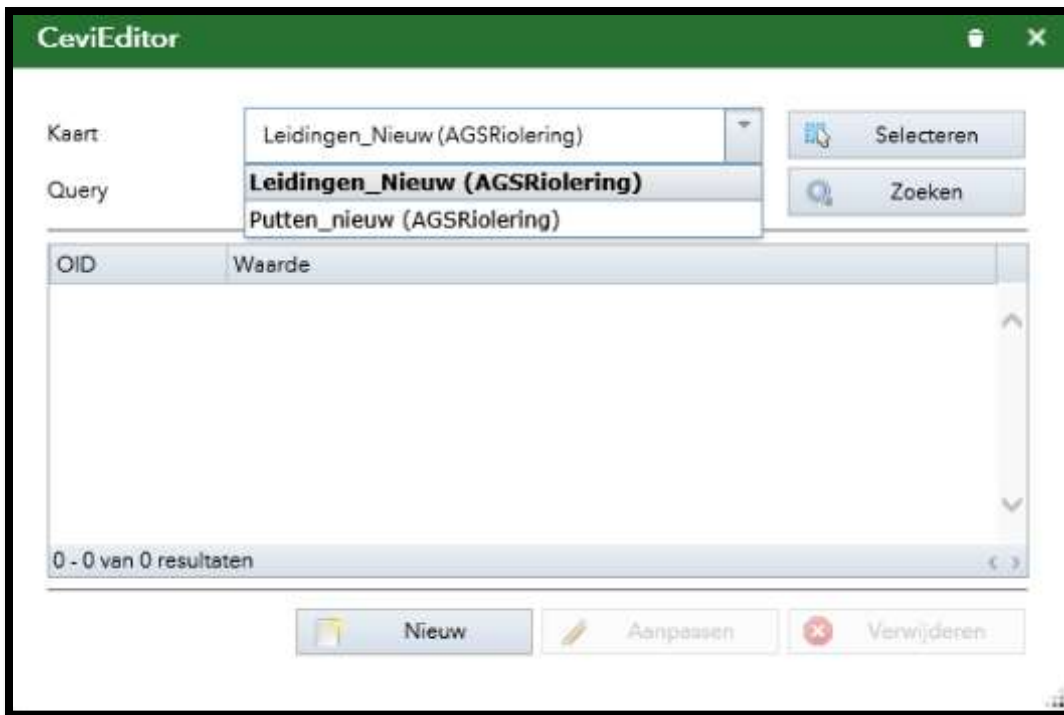 CeviEditor
Kaart
Leidingen_Nieuw (AGSRiolering)
Selecteren
Leidingen_Nieuw (AGSRiolering)
Query
Zoeken
Putten_nieuw (AGSRiolering)
OID Waarde
0 - 0 van 0 resultaten
Nieuw Aanpassen Verwijderen